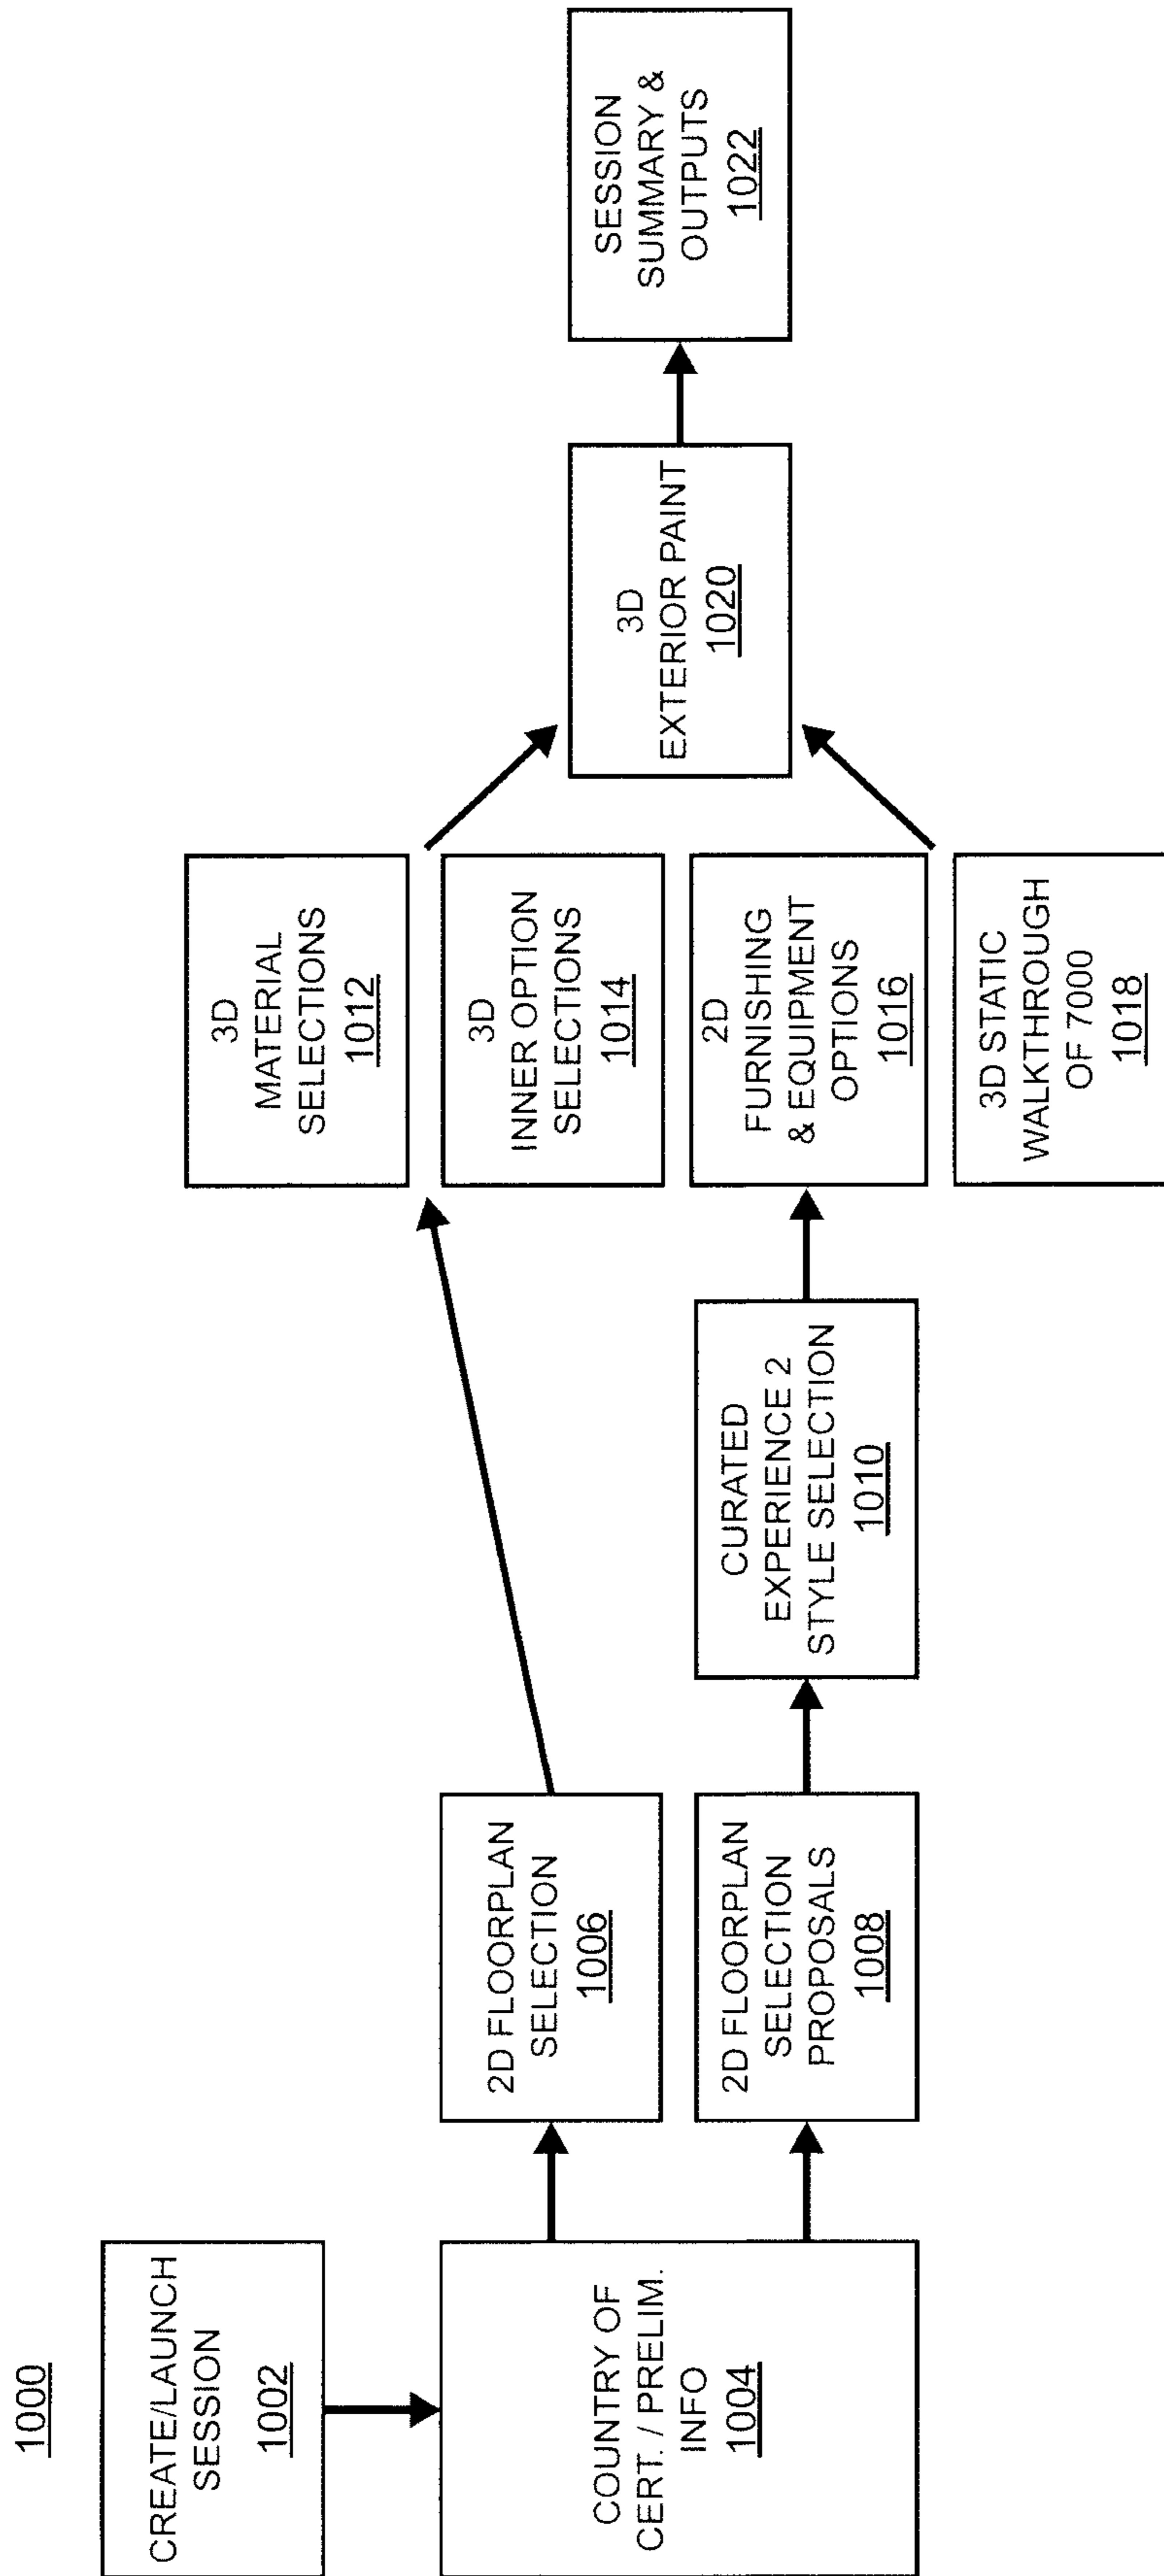 1000
CREATE/LAUNCH
SESSION
1002
COUNTRY OF
CERT. / PRELIM.
INFO
1004
2D FLOORPLAN
SELECTION
1006
2D FLOORPLAN
SELECTION
PROPOSALS
1008
CURATED
EXPERIENCE 2
STYLE SELECTION
1010
3D
MATERIAL
SELECTIONS
1012
3D
INNER OPTION
SELECTIONS
1014
2D
FURNISHING
& EQUIPMENT
OPTIONS
1016
3D STATIC
WALKTHROUGH
OF 7000
1018
3D
EXTERIOR PAINT
1020
SESSION
SUMMARY &
OUTPUTS
1022